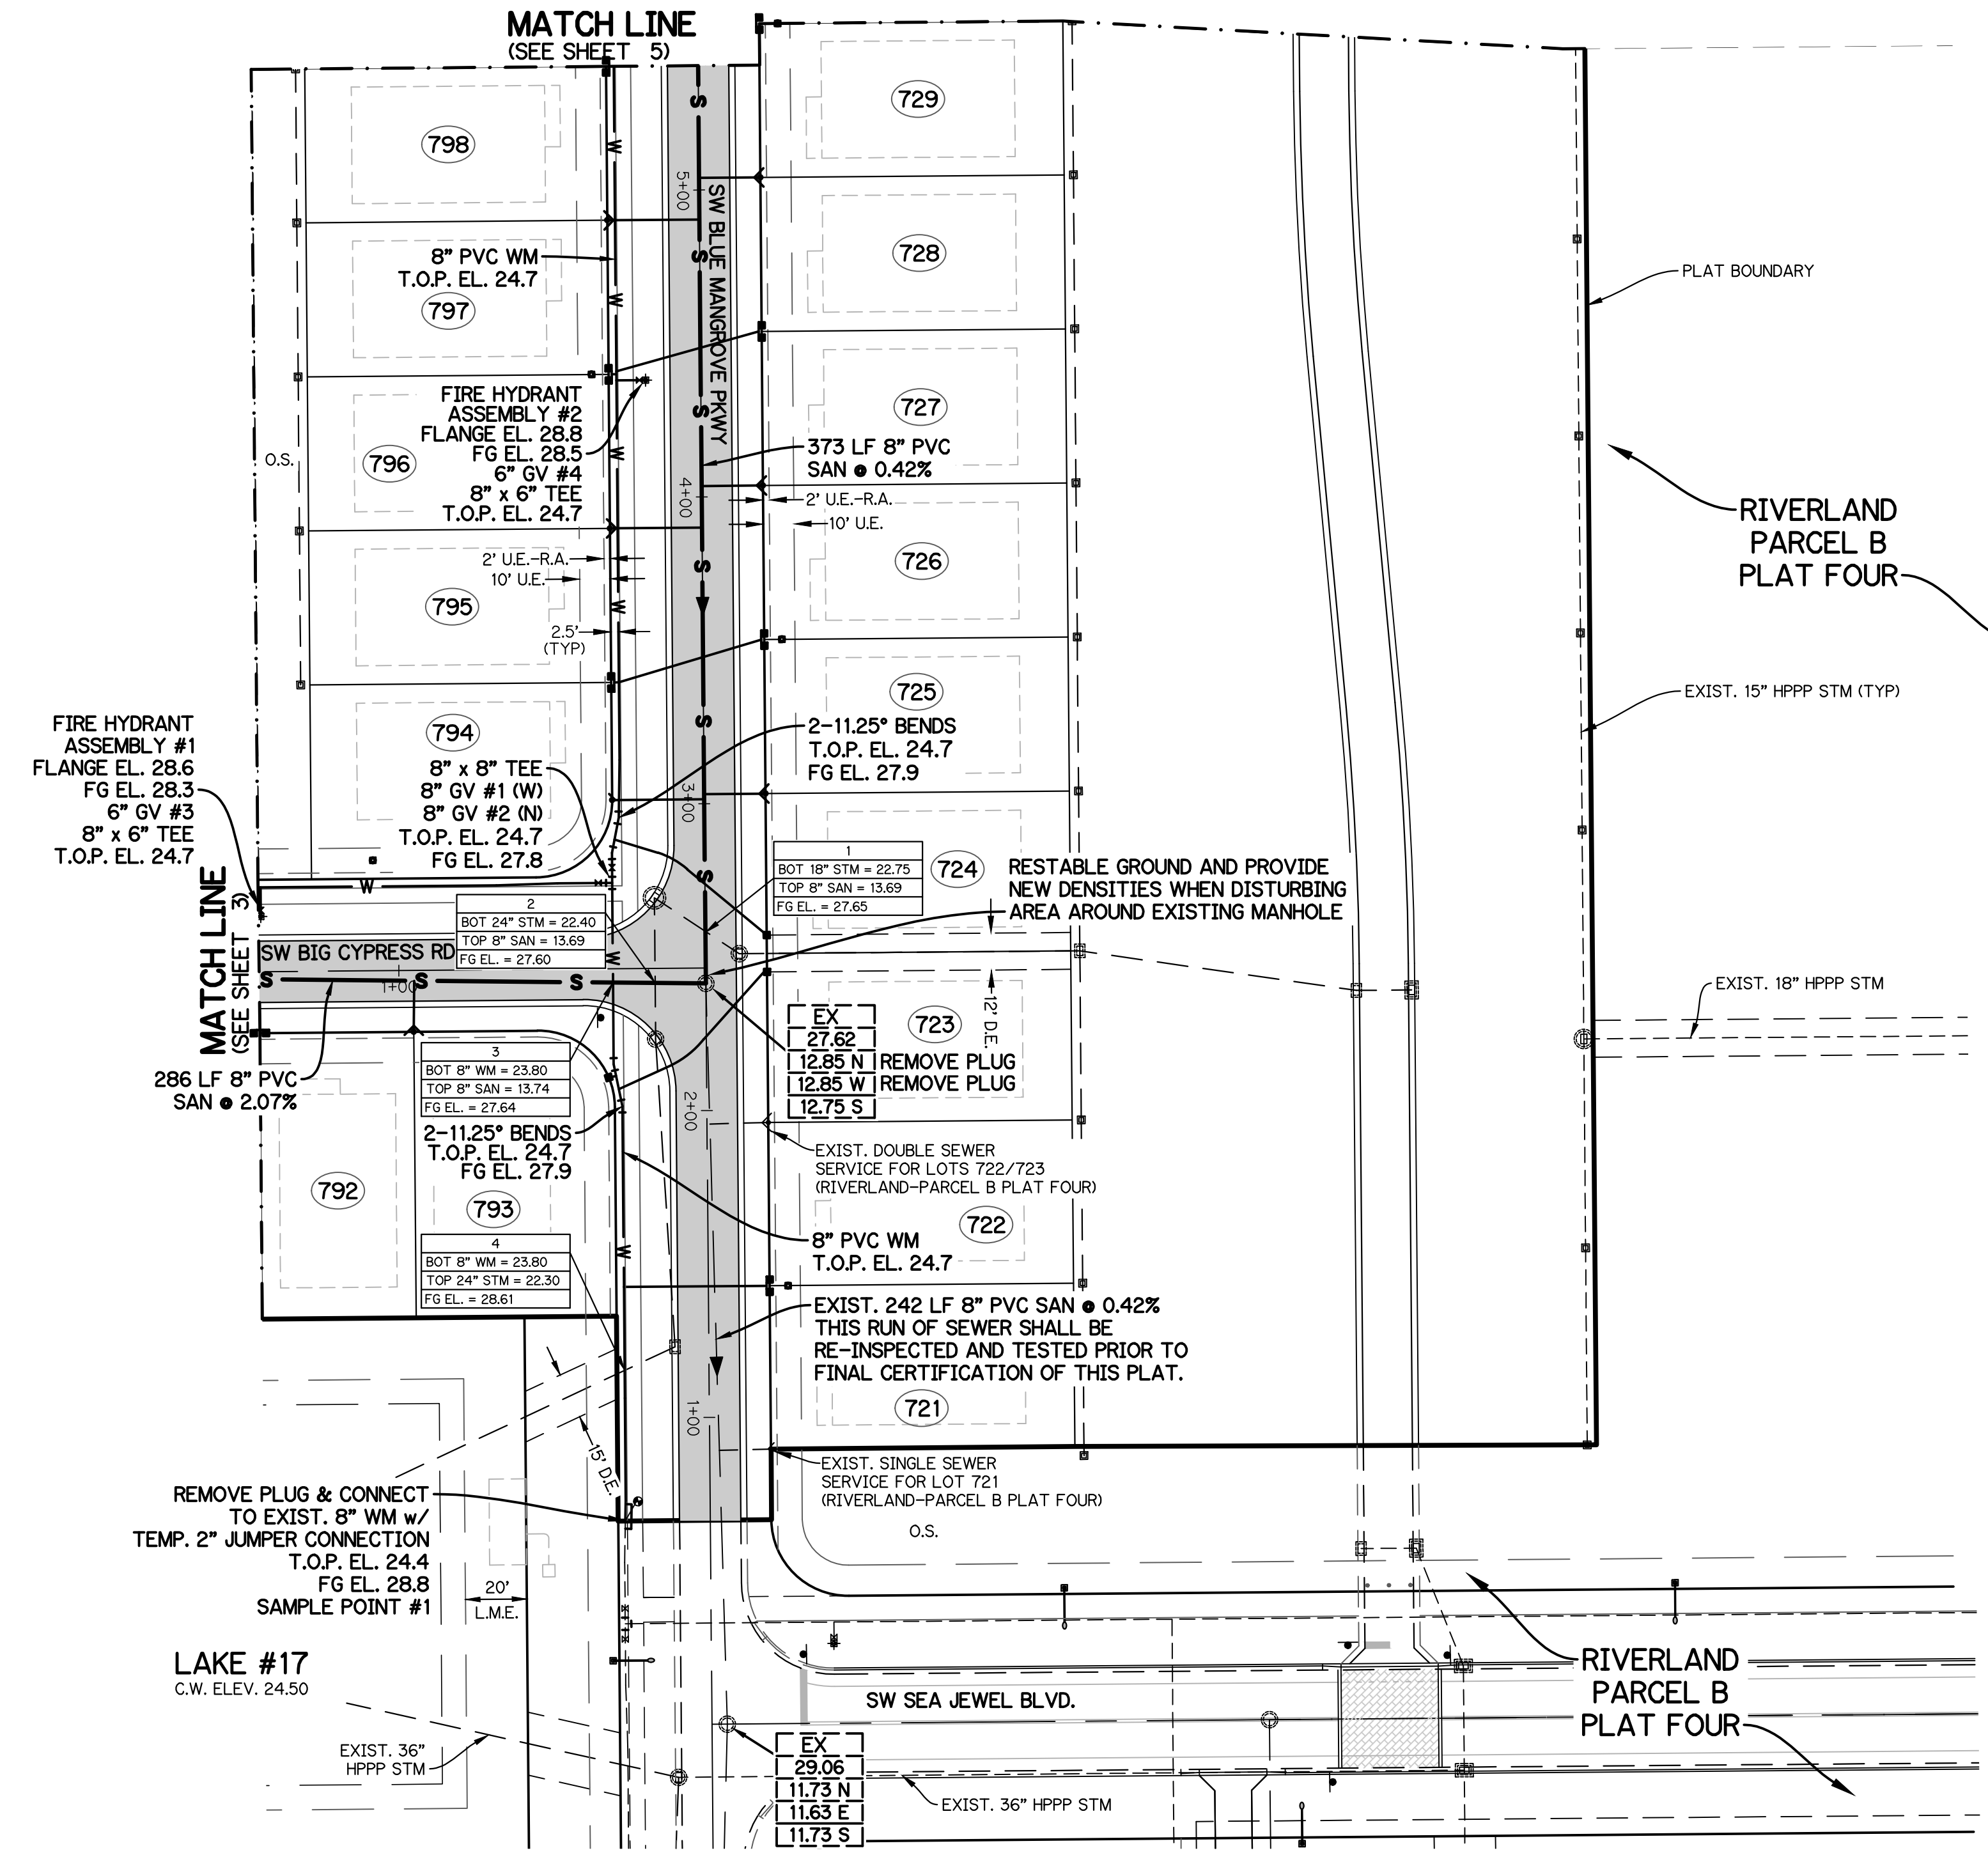 MATCH LINE
(SEE SHEET 5)
729
798
S
W
5+00
SW BLUE MANGROVE PKWY
728
8” PVC WM
T.O.P. EL. 24.7
S
PLAT BOUNDARY
797
W
FIRE HYDRANT
ASSEMBLY #2
FLANGE EL. 28.8
FG EL. 28.5
6” GV #4
8” x 6” TEE
T.O.P. EL. 24.7
727
S
O.S.
796
W
373 LF 8” PVC
SAN @ 0.42%
4+00
2' U.E.-R.A.
10' U.E.
RIVERLAND
PARCEL B
PLAT FOUR
726
2' U.E.-R.A.
10' U.E.
S
795
W
2.5'
(TYP)
725
EXIST. 15” HPPP STM (TYP)
S
794
FIRE HYDRANT
ASSEMBLY #1
FLANGE EL. 28.6
FG EL. 28.3
6” GV #3
8” x 6” TEE
T.O.P. EL. 24.7
8” x 8” TEE
8” GV #1 (W)
8” GV #2 (N)
T.O.P. EL. 24.7
FG EL. 27.8
2-11.25° BENDS
T.O.P. EL. 24.7
FG EL. 27.9
3+00
1
BOT 18” STM = 22.75
TOP 8” SAN = 13.69
FG EL. = 27.65
724
RESTABLE GROUND AND PROVIDE
NEW DENSITIES WHEN DISTURBING
AREA AROUND EXISTING MANHOLE
S
W
MATCH LINE
(SEE SHEET 3)
2
BOT 24” STM = 22.40
TOP 8” SAN = 13.69
FG EL. = 27.60
SW BIG CYPRESS RD
W
S
1+00
S
S
12' D.E.
EXIST. 18” HPPP STM
EX
27.62
12.85 N REMOVE PLUG
12.85 W REMOVE PLUG
12.75 S
723
3
BOT 8” WM = 23.80
TOP 8” SAN = 13.74
FG EL. = 27.64
286 LF 8” PVC
SAN @ 2.07%
2+00
2-11.25° BENDS
T.O.P. EL. 24.7
FG EL. 27.9
EXIST. DOUBLE SEWER
SERVICE FOR LOTS 722/723
(RIVERLAND-PARCEL B PLAT FOUR)
792
793
722
4
BOT 8” WM = 23.80
TOP 24” STM = 22.30
FG EL. = 28.61
W
8” PVC WM
T.O.P. EL. 24.7
EXIST. 242 LF 8” PVC SAN @ 0.42%
THIS RUN OF SEWER SHALL BE
RE-INSPECTED AND TESTED PRIOR TO
FINAL CERTIFICATION OF THIS PLAT.
721
1+00
15' D.E.
EXIST. SINGLE SEWER
SERVICE FOR LOT 721
(RIVERLAND-PARCEL B PLAT FOUR)
REMOVE PLUG & CONNECT
TO EXIST. 8” WM w/
TEMP. 2” JUMPER CONNECTION
T.O.P. EL. 24.4
FG EL. 28.8
SAMPLE POINT #1
O.S.
20'
L.M.E.
LAKE #17
C.W. ELEV. 24.50
RIVERLAND
PARCEL B
PLAT FOUR
SW SEA JEWEL BLVD.
EXIST. 36”
HPPP STM
EX
29.06
11.73 N
11.63 E
11.73 S
EXIST. 36” HPPP STM